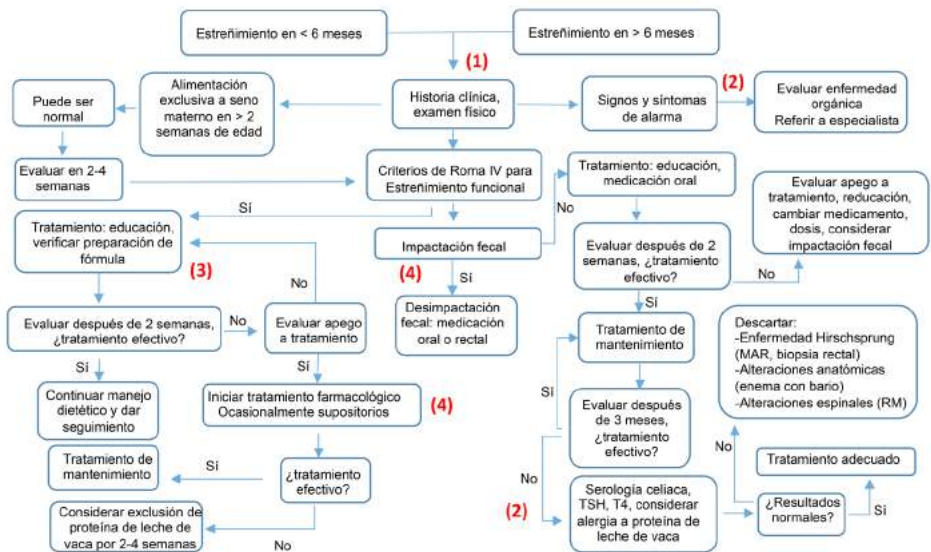 Estreñimiento en < 6 meses
Estreñimiento en > 6 meses
(1)
Puede ser
normal
Alimentación
exclusiva a seno
materno en > 2
semanas de edad
Historia clínica,
examen físico
Signos y síntomas
de alarma
(2)
Evaluar enfermedad
orgánica
Referir a especialista
Evaluar en 2-4
semanas
Criterios de Roma IV para
Estreñimiento funcional
Tratamiento: educación,
medicación oral
Evaluar apego a
tratamiento, reducación,
cambiar medicamento,
dosis, considerar
impactación fecal
Sí
No
Tratamiento: educación,
verificar preparación de
fórmula
(3)
Impactación fecal
(4)
Sí
Evaluar después de 2
semanas, ¿tratamiento
efectivo?
No
Sí
No
Desimpactación
fecal: medicación
oral o rectal
Evaluar después de 2 semanas,
¿tratamiento efectivo?
No
Evaluar apego
a tratamiento
Tratamiento de
mantenimiento
Descartar:
-Enfermedad Hirschsprung
(MAR, biopsia rectal)
-Alteraciones anatómicas
(enema con bario)
-Alteraciones espinales (RM)
Sí
Sí
Continuar manejo
dietético y dar
seguimiento
Iniciar tratamiento farmacológico
Ocasionalmente supositorios
(4)
Sí
Evaluar después
de 3 meses,
¿tratamiento
efectivo?
No
Tratamiento de
mantenimiento
Sí
¿tratamiento
efectivo?
No
Tratamiento adecuado
Considerar exclusión de
proteína de leche de
vaca por 2-4 semanas
No
(2)
Serología celiaca,
TSH, T4, considerar
alergia a proteína de
leche de vaca
¿Resultados
normales?
Sí